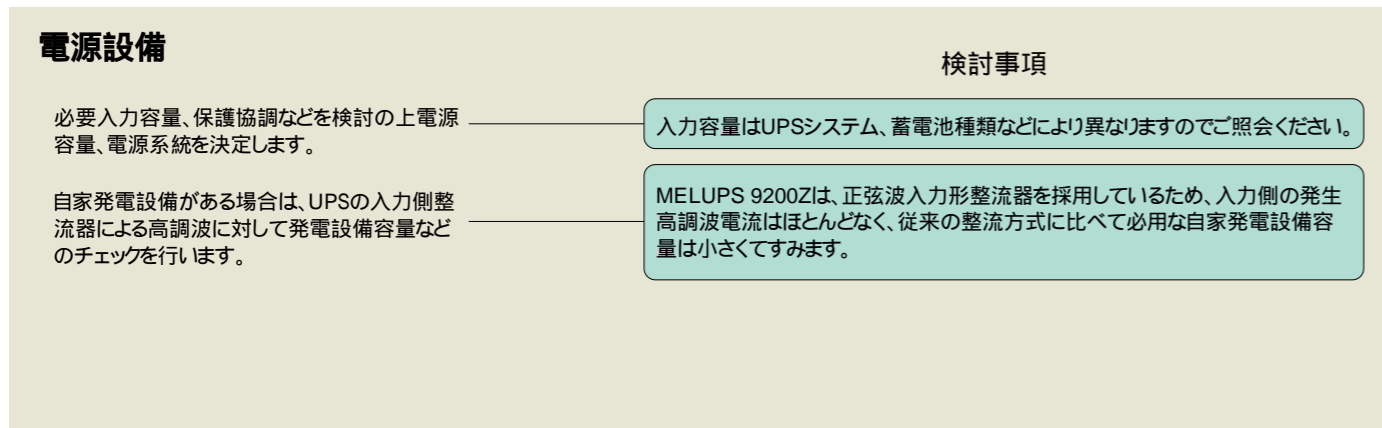 電源設備
検討事項
必要入力容量、保護協調などを検討の上電源
容量、電源系統を決定します。
入力容量はUPSシステム、蓄電池種類などにより異なりますのでご照会ください。
自家発電設備がある場合は、UPSの入力側整
流器による高調波に対して発電設備容量など
のチェックを行います。
MELUPS 9200Zは、正弦波入力形整流器を採用しているため、入力側の発生
高調波電流はほとんどなく、従来の整流方式に比べて必用な自家発電設備容
量は小さくてすみます。